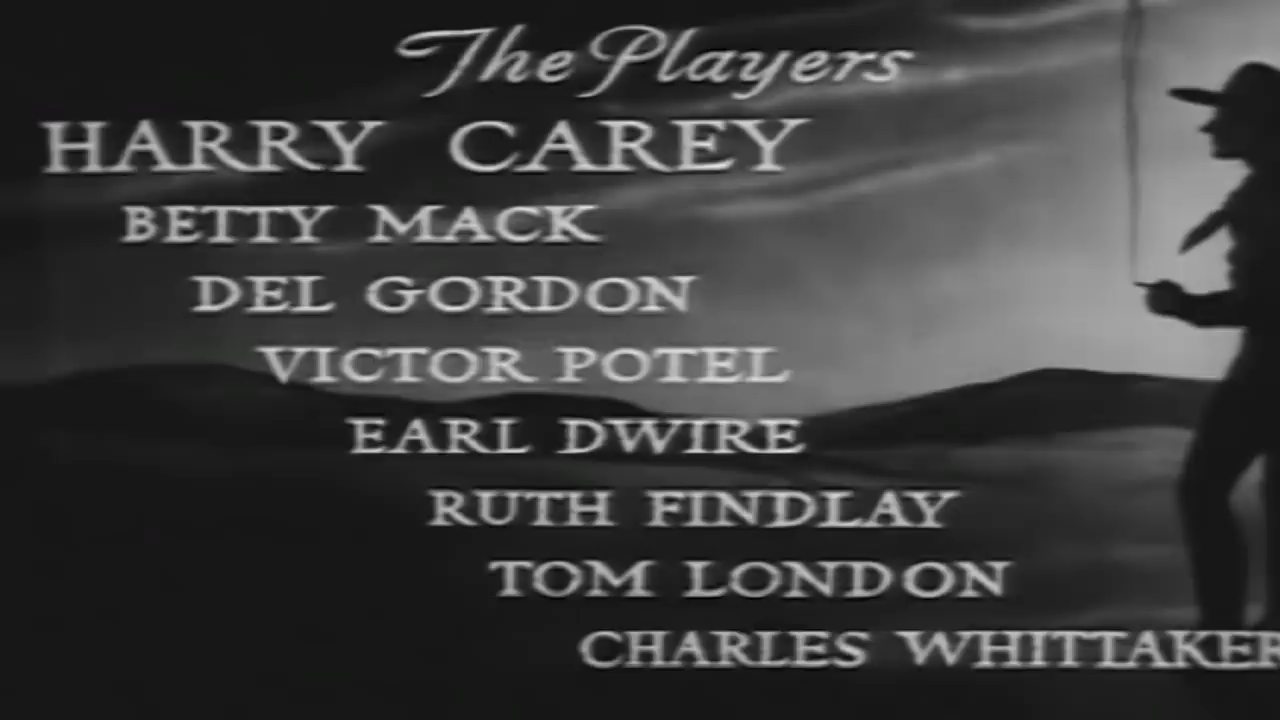 The Players
HARRY CAREY
BETTY MACK
DEL GORDON
VICTOR POTEL
EARL DWIRE
RUTH FINDLAY
TOM LONDON
CHARLES WHITTAKER